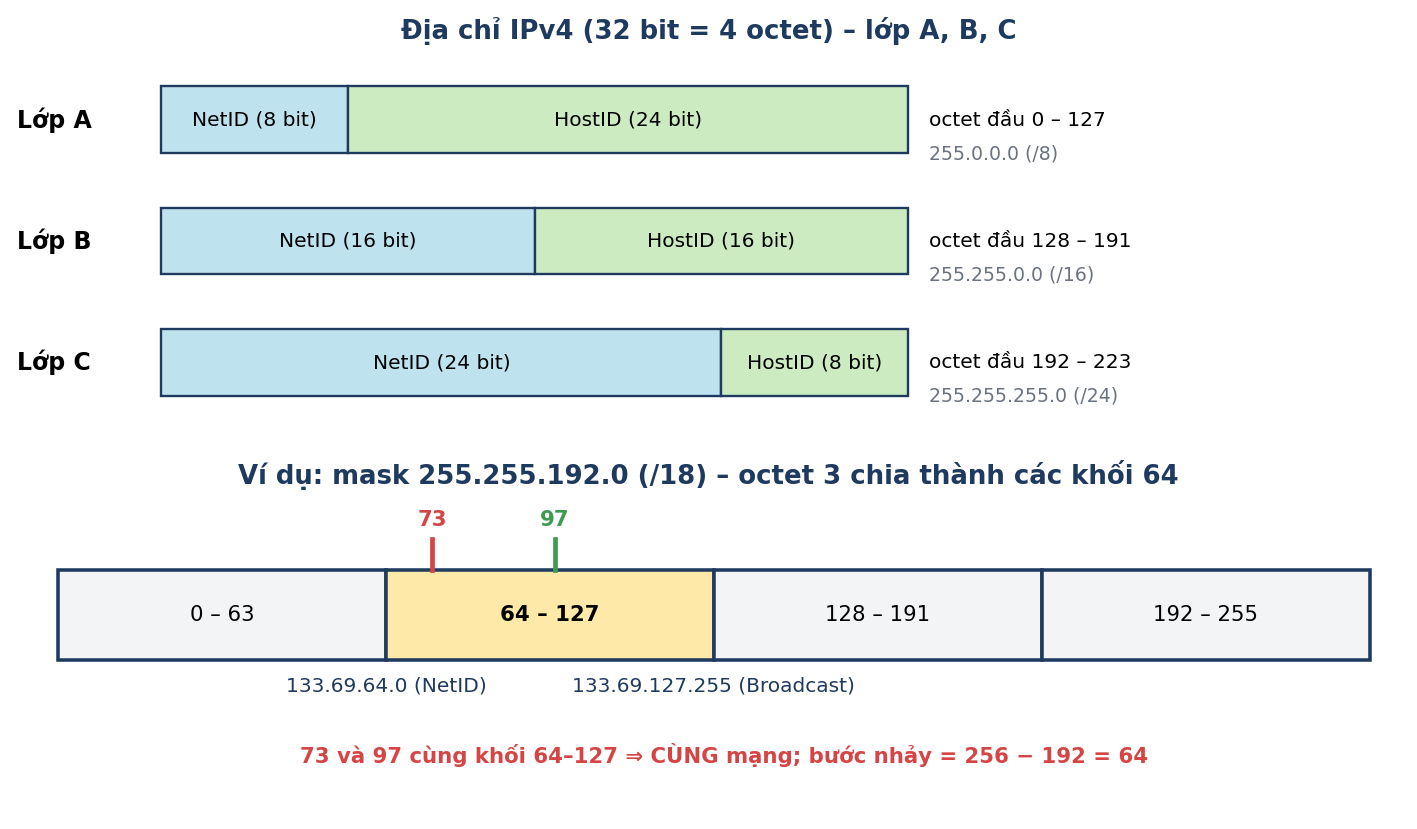 Địa chỉ IPv4 (32 bit = 4 octet) – lớp A, B, C
Lớp A
NetID (8 bit)
HostID (24 bit)
octet đầu 0 – 127
255.0.0.0 (/8)
Lớp B
NetID (16 bit)
HostID (16 bit)
octet đầu 128 – 191
255.255.0.0 (/16)
Lớp C
NetID (24 bit)
HostID (8 bit)
octet đầu 192 – 223
255.255.255.0 (/24)
Ví dụ: mask 255.255.192.0 (/18) – octet 3 chia thành các khối 64
73
97
0 – 63
64 – 127
128 – 191
192 – 255
133.69.64.0 (NetID)
133.69.127.255 (Broadcast)
73 và 97 cùng khối 64–127 ⇒ CÙNG mạng; bước nhảy = 256 − 192 = 64